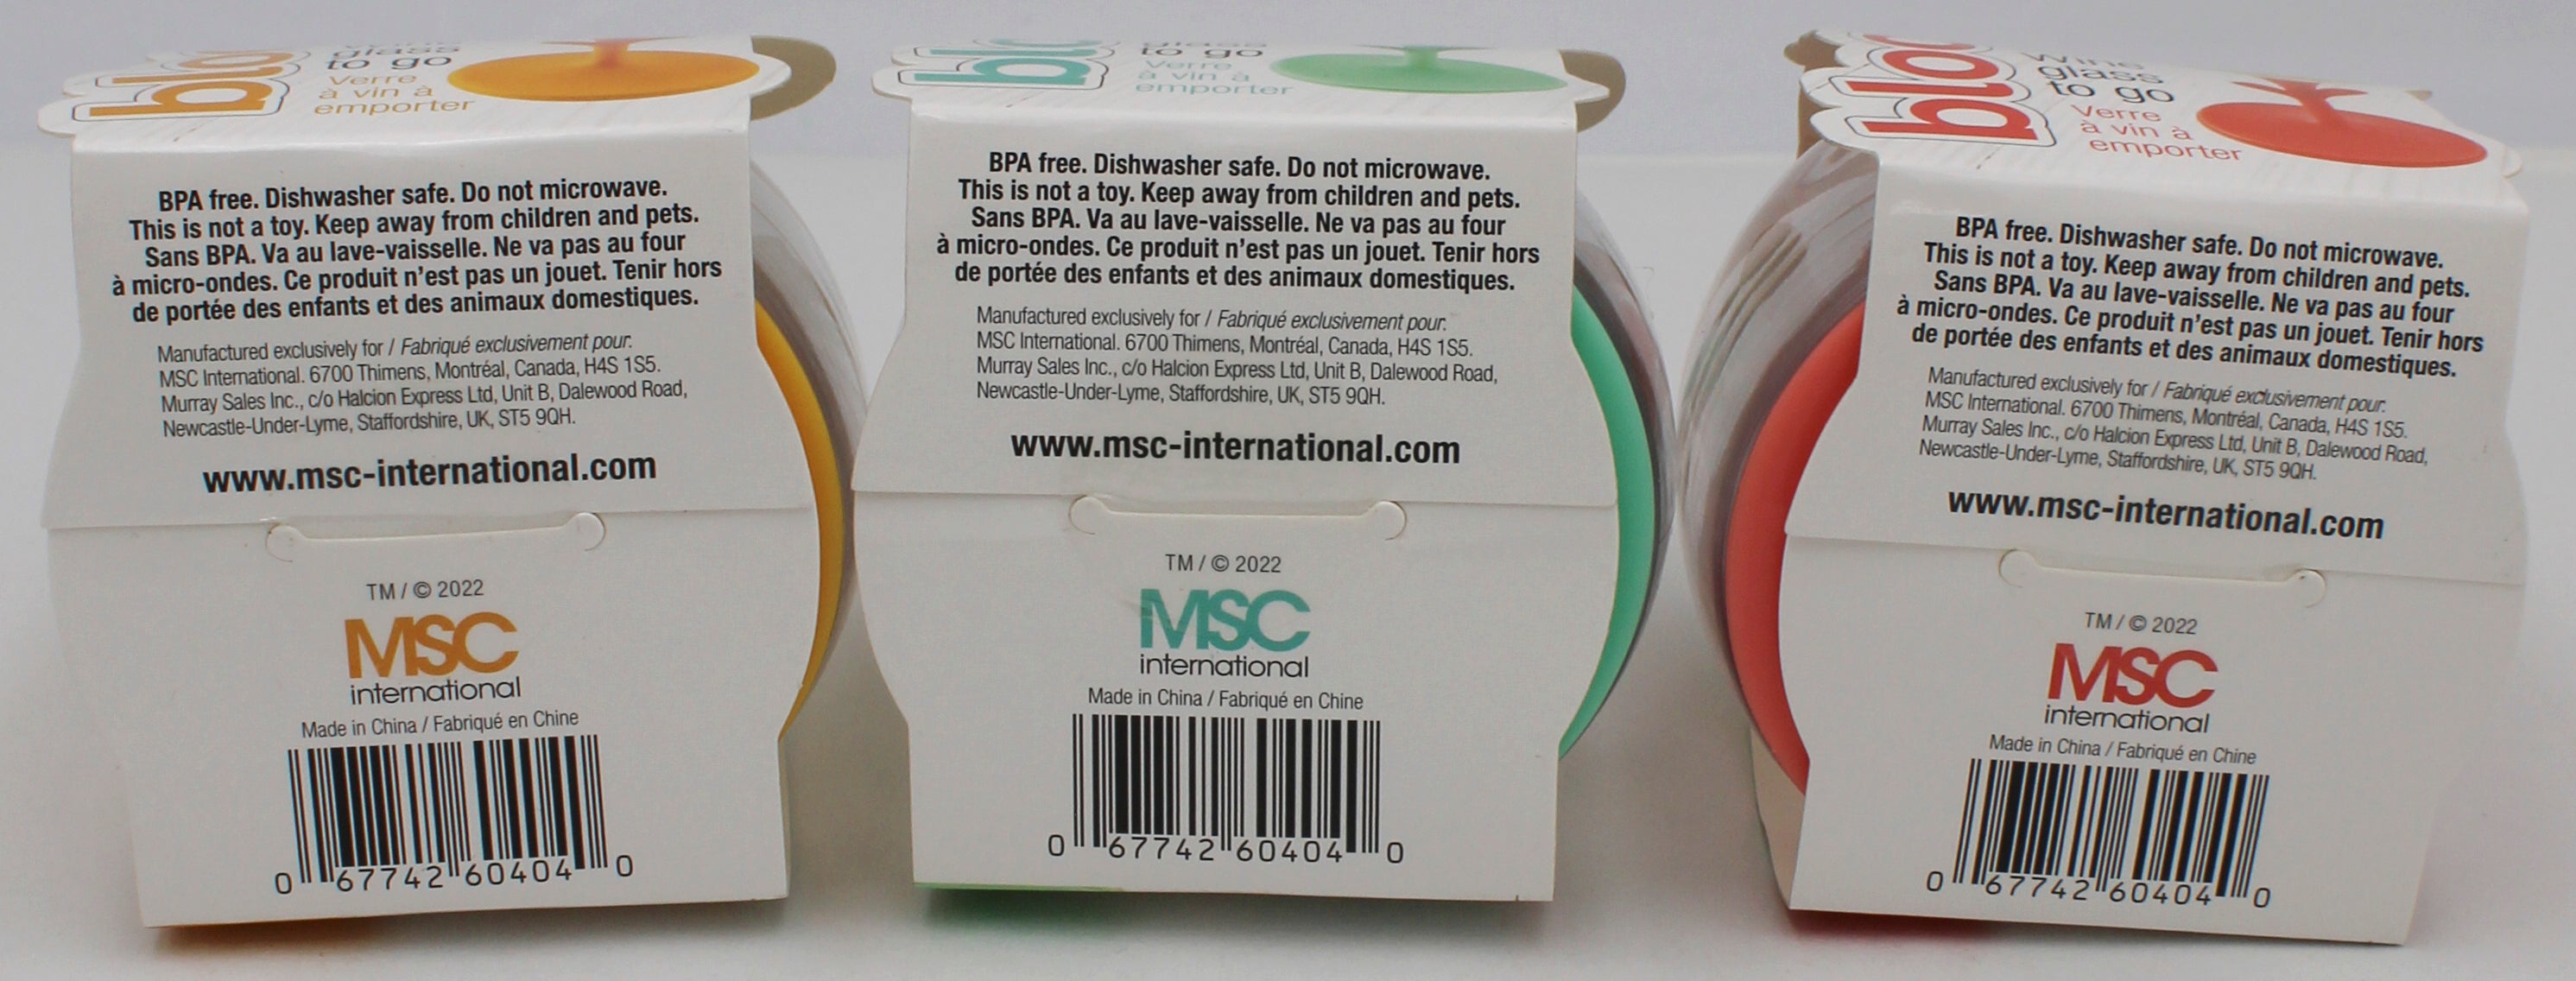 glass
to go
Verre
à vin à
emporter
BPA free. Dishwasher safe. Do not microwave.
This is not a toy. Keep away from children and pets.
Sans BPA. Va au lave-vaisselle. Ne va pas au four
à micro-ondes. Ce produit n'est pas un jouet. Tenir hors
de portée des enfants et des animaux domestiques.
Manufactured exclusively for / Fabriqué exclusivement pour:
MSC International. 6700 Thimens, Montréal, Canada, H4S 1S5.
Murray Sales Inc., c/o Halcion Express Ltd, Unit B, Dalewood Road,
Newcastle-Under-Lyme, Staffordshire, UK, ST5 9QH.
www.msc-international.com
TM / © 2022
MSC
international
Made in China / Fabriqué en Chine
0 67742 60404 0
glass
to go
Verre
à vin à
emporter
BPA free. Dishwasher safe. Do not microwave.
This is not a toy. Keep away from children and pets.
Sans BPA. Va au lave-vaisselle. Ne va pas au four
à micro-ondes. Ce produit n'est pas un jouet. Tenir hors
de portée des enfants et des animaux domestiques.
Manufactured exclusively for / Fabriqué exclusivement pour:
MSC International. 6700 Thimens, Montréal, Canada, H4S 1S5.
Murray Sales Inc., c/o Halcion Express Ltd, Unit B, Dalewood Road,
Newcastle-Under-Lyme, Staffordshire, UK, ST5 9QH.
www.msc-international.com
TM / © 2022
MSC
international
Made in China / Fabriqué en Chine
0 67742 60404 0
Wine
glass
to go
Verre
à vin à
emporter
BPA free. Dishwasher safe. Do not microwave.
This is not a toy. Keep away from children and pets.
Sans BPA. Va au lave-vaisselle. Ne va pas au four
à micro-ondes. Ce produit n'est pas un jouet. Tenir hors
de portée des enfants et des animaux domestiques.
Manufactured exclusively for / Fabriqué exclusivement pour:
MSC International. 6700 Thimens, Montréal, Canada, H4S 1S5.
Murray Sales Inc., c/o Halcion Express Ltd, Unit B, Dalewood Road,
Newcastle-Under-Lyme, Staffordshire, UK, ST5 9QH.
www.msc-international.com
TM / © 2022
MSC
international
Made in China / Fabriqué en Chine
0 67742 60404 0